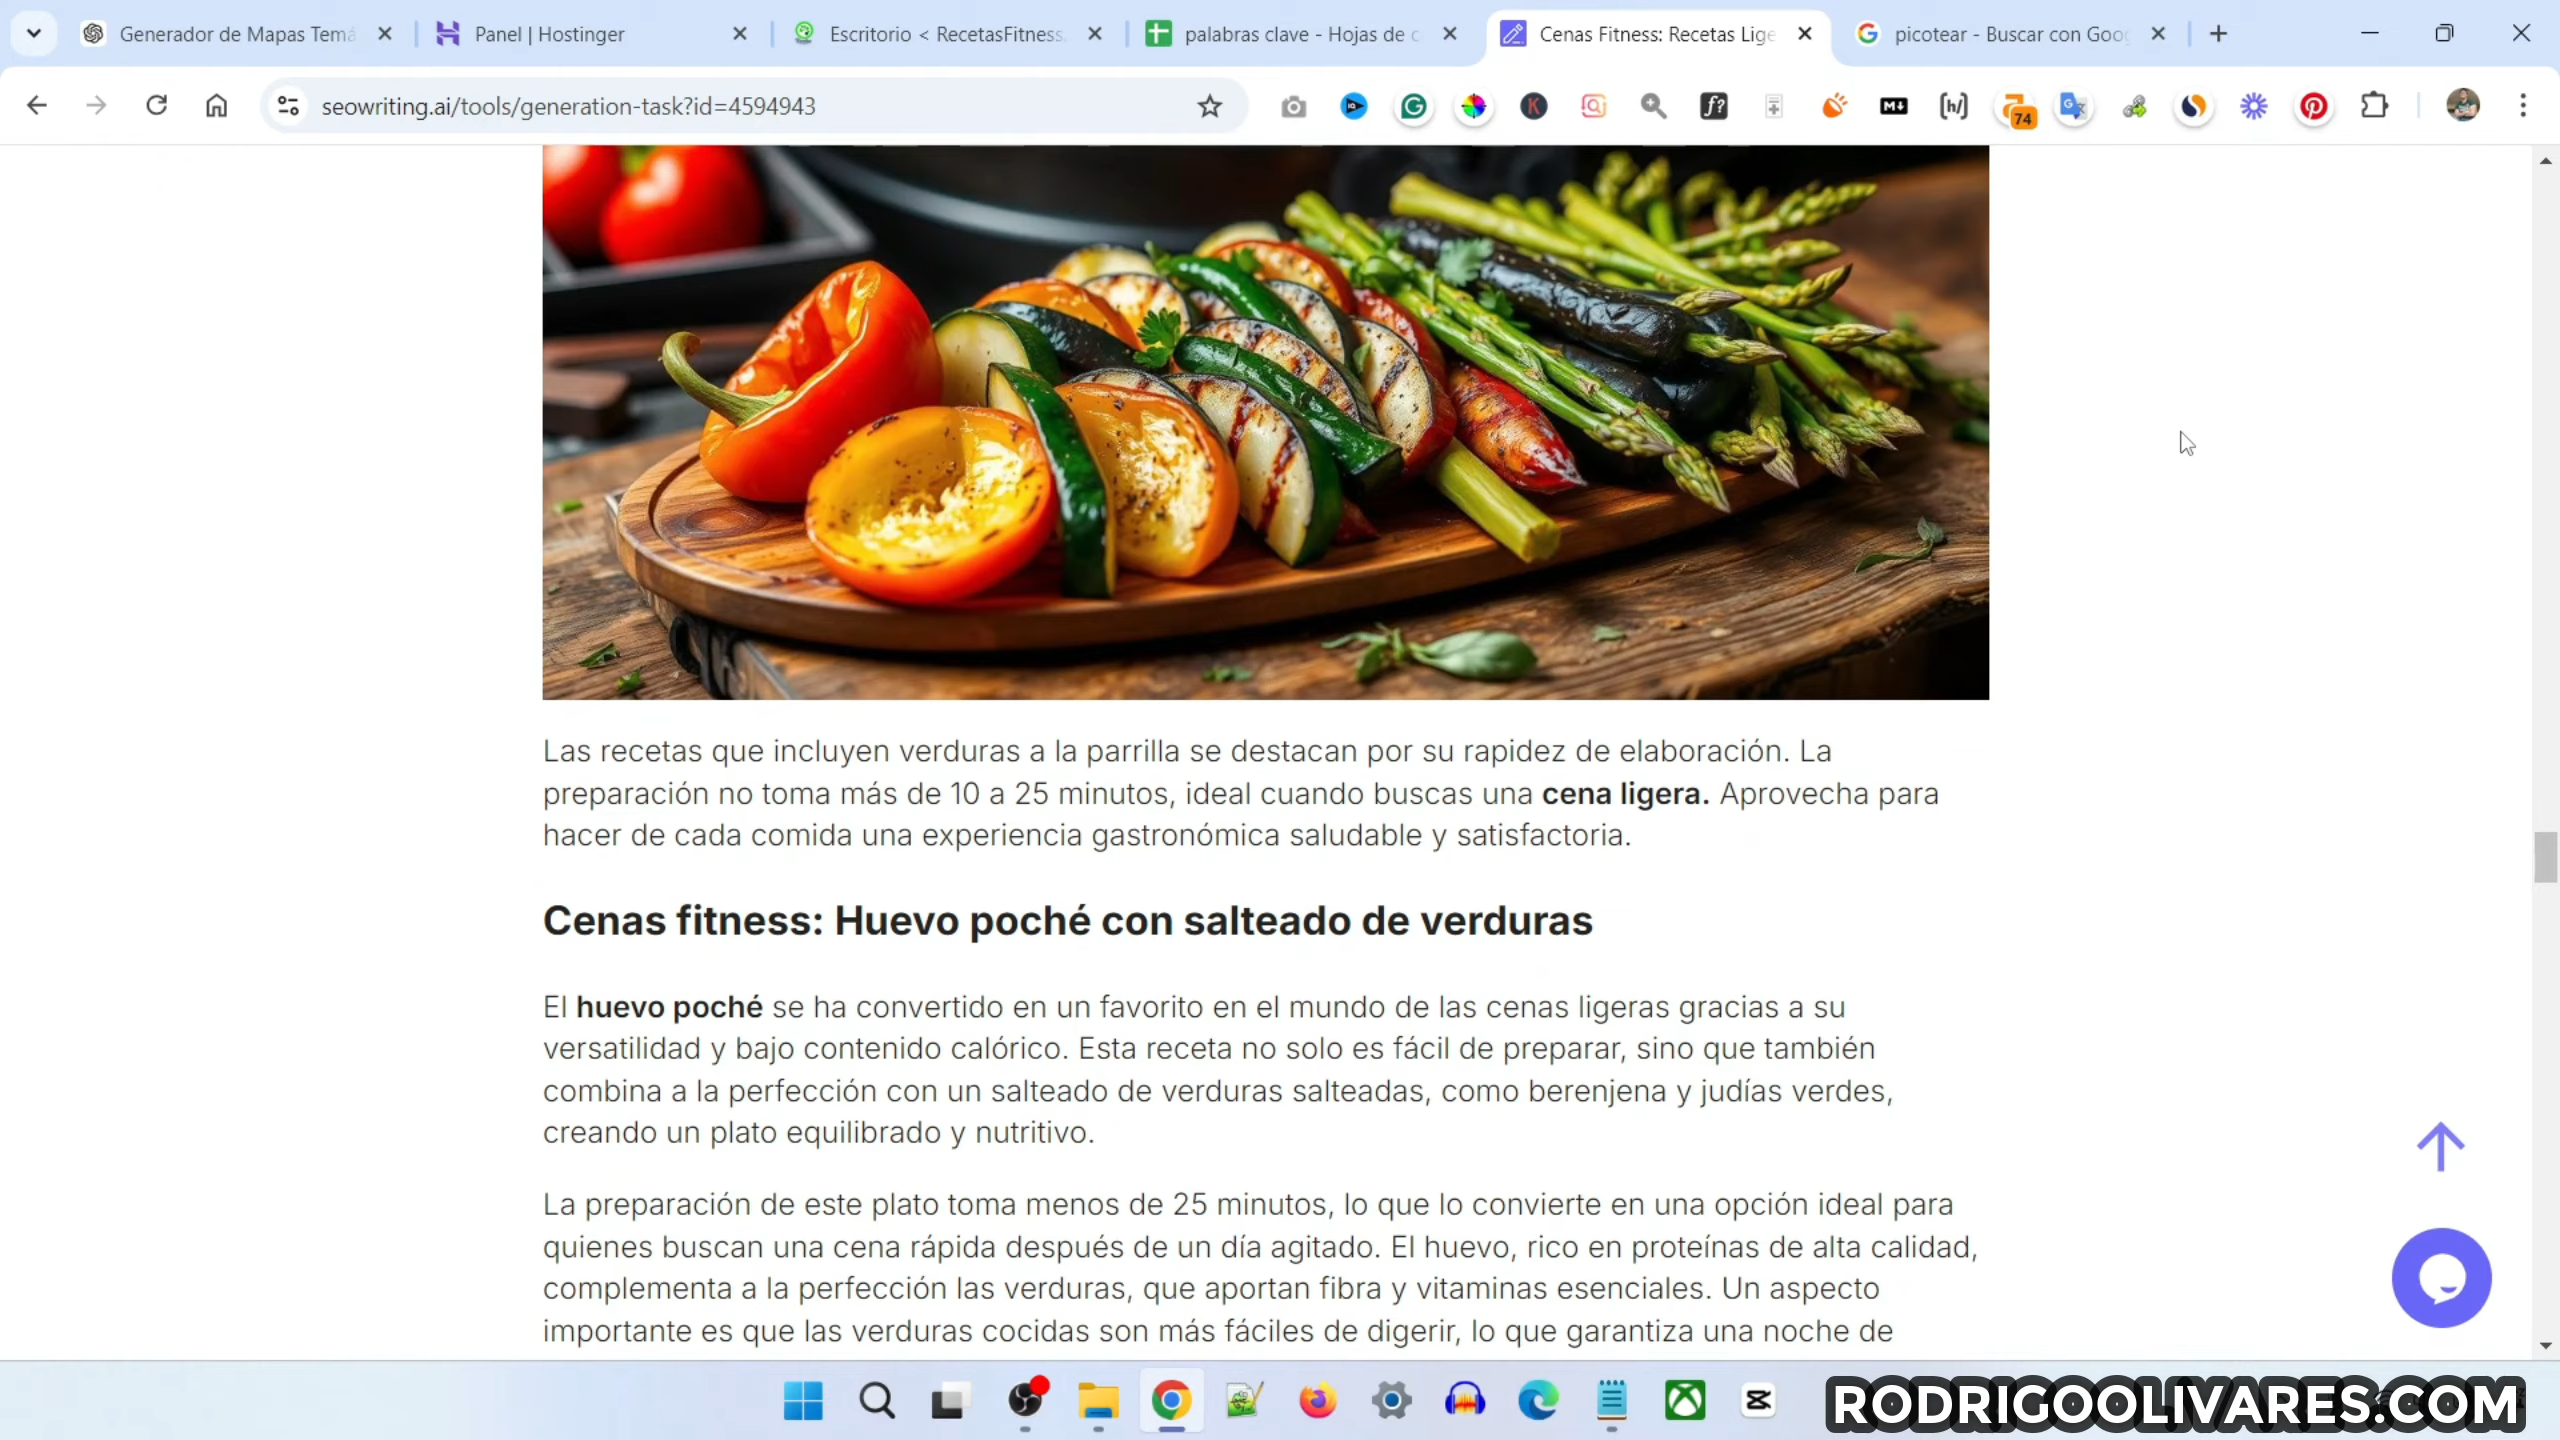 Generador de Mapas Temá
Panel | Hostinger
Escritorio < RecetasFitness
palabras clave - Hojas de c
Cenas Fitness: Recetas Lige
picotear - Buscar con Goog
seowriting.ai/tools/generation-task?id=4594943
74
Las recetas que incluyen verduras a la parrilla se destacan por su rapidez de elaboración. La
preparación no toma más de 10 a 25 minutos, ideal cuando buscas una cena ligera. Aprovecha para
hacer de cada comida una experiencia gastronómica saludable y satisfactoria.
Cenas fitness: Huevo poché con salteado de verduras
El huevo poché se ha convertido en un favorito en el mundo de las cenas ligeras gracias a su
versatilidad y bajo contenido calórico. Esta receta no solo es fácil de preparar, sino que también
combina a la perfección con un salteado de verduras salteadas, como berenjena y judías verdes,
creando un plato equilibrado y nutritivo.
La preparación de este plato toma menos de 25 minutos, lo que lo convierte en una opción ideal para
quienes buscan una cena rápida después de un día agitado. El huevo, rico en proteínas de alta calidad,
complementa a la perfección las verduras, que aportan fibra y vitaminas esenciales. Un aspecto
importante es que las verduras cocidas son más fáciles de digerir, lo que garantiza una noche de
RODRIGOOLIVARES.COM